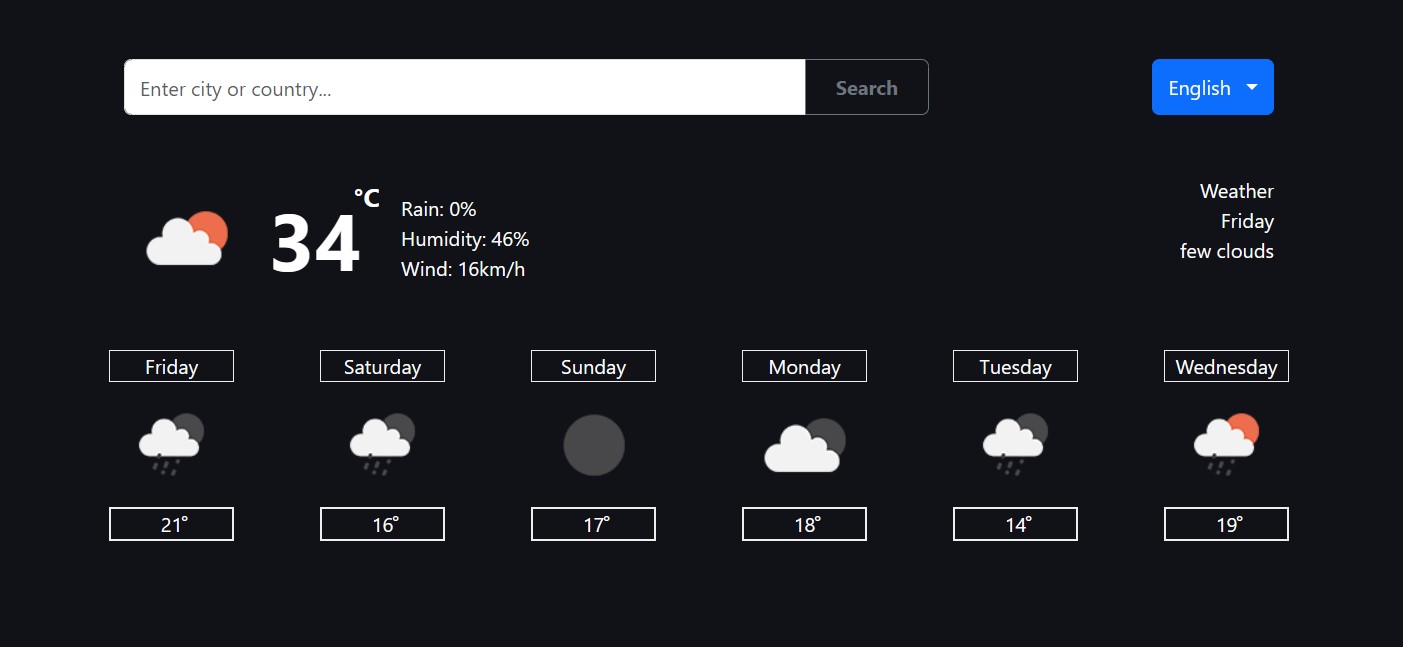 Enter city or country...
Search
English
34
°C
Rain: 0%
Humidity: 46%
Wind: 16km/h
Weather
Friday
few clouds
Friday
Saturday
Sunday
Monday
Tuesday
Wednesday
21°
16°
17°
18°
14°
19°